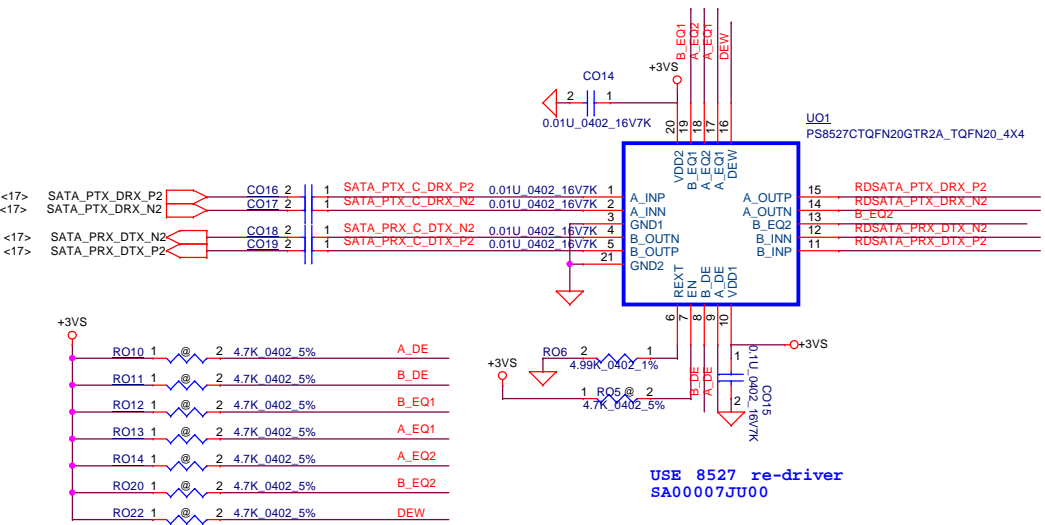 B_EQ1
A_EQ2
A_EQ1
DEW
+3VS
CO14
2 1
0.01U_0402_16V7K
20
19
18
17
16
UO1
PS8527CTQFN20GTR2A_TQFN20_4X4
VDD2
B_EQ1
A_EQ2
A_EQ1
DEW
<17> SATA_PTX_DRX_P2 CO16 2 1 SATA_PTX_C_DRX_P2 0.01U_0402_16V7K 1 A_INP A_OUTP 15 RDSATA_PTX_DRX_P2
<17> SATA_PTX_DRX_N2 CO17 2 1 SATA_PTX_C_DRX_N2 0.01U_0402_16V7K 2 A_INN A_OUTN 14 RDSATA_PTX_DRX_N2
3 GND1 B_EQ2 13 B_EQ2
<17> SATA_PRX_DTX_N2 CO18 2 1 SATA_PRX_C_DTX_N2 0.01U_0402_16V7K 4 B_OUTN B_INN 12 RDSATA_PRX_DTX_N2
<17> SATA_PRX_DTX_P2 CO19 2 1 SATA_PRX_C_DTX_P2 0.01U_0402_16V7K 5 B_OUTP B_INP 11 RDSATA_PRX_DTX_P2
21 GND2
REXT
EN
B_DE
A_DE
VDD1
6
7
8
9
10
+3VS
RO6 2 1
4.99K_0402_1%
+3VS
1 RO5 @ 2
4.7K_0402_5%
B_DE
A_DE
1
2
0.1U_0402_16V7K
CO15
+3VS
RO10 1 @ 2 4.7K_0402_5% A_DE
RO11 1 @ 2 4.7K_0402_5% B_DE
RO12 1 @ 2 4.7K_0402_5% B_EQ1
RO13 1 @ 2 4.7K_0402_5% A_EQ1
RO14 1 @ 2 4.7K_0402_5% A_EQ2
RO20 1 @ 2 4.7K_0402_5% B_EQ2
RO22 1 @ 2 4.7K_0402_5% DEW
USE 8527 re-driver
SA00007JU00